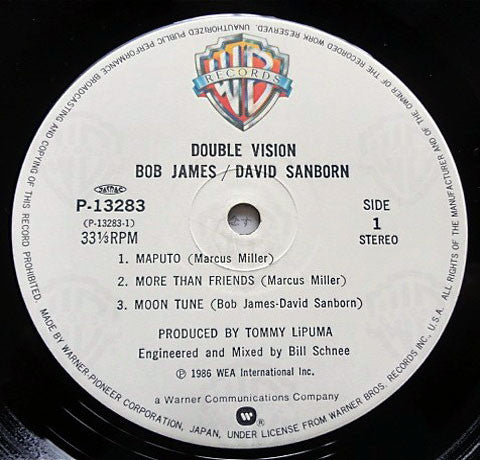 WB
RECORDS
DOUBLE VISION
BOB JAMES / DAVID SANBORN
JASRAC
P-13283
(P-13283-1)
33⅓RPM
SIDE
1
STEREO
1. MAPUTO (Marcus Miller)
2. MORE THAN FRIENDS (Marcus Miller)
3. MOON TUNE (Bob James-David Sanborn)
PRODUCED BY TOMMY LiPUMA
Engineered and Mixed by Bill Schnee
Ⓟ 1986 WEA International Inc.
a Warner Communications Company
W ®
MADE BY WARNER-PIONEER CORPORATION, JAPAN, UNDER LICENSE FROM WARNER BROS. RECORDS INC. U.S.A. ALL RIGHTS OF THE MANUFACTURER AND OF THE OWNER OF THE RECORDED WORK RESERVED. UNAUTHORIZED PUBLIC PERFORMANCE BROADCASTING AND COPYING OF THIS RECORD PROHIBITED.